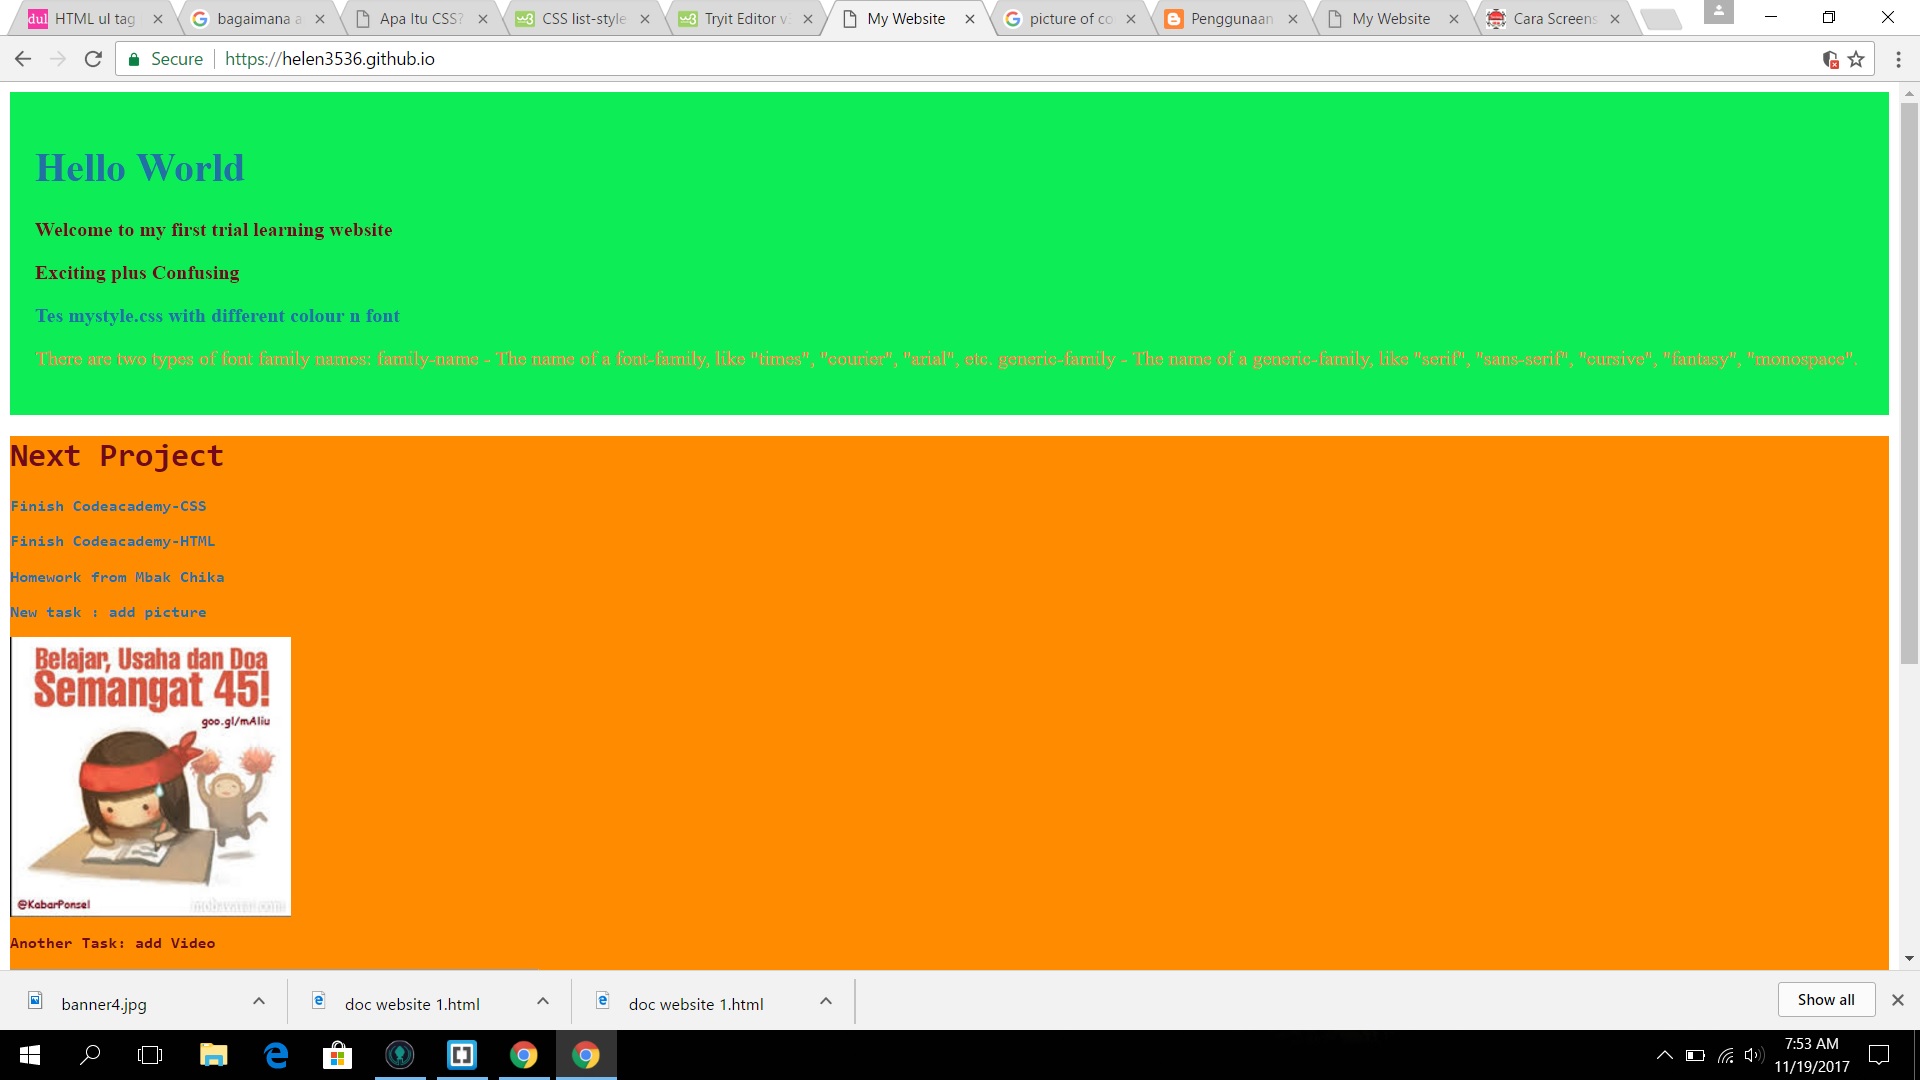 HTML ul tag
bagaimana a
Apa Itu CSS?
CSS list-style
Tryit Editor v3
My Website
picture of co
Penggunaan
My Website
Cara Screens
Secure
https://helen3536.github.io
Hello World
Welcome to my first trial learning website
Exciting plus Confusing
Tes mystyle.css with different colour n font
There are two types of font family names: family-name - The name of a font-family, like "times", "courier", "arial", etc. generic-family - The name of a generic-family, like "serif", "sans-serif", "cursive", "fantasy", "monospace".
Next Project
Finish Codeacademy-CSS
Finish Codeacademy-HTML
Homework from Mbak Chika
New task : add picture
Belajar, Usaha dan Doa
Semangat 45!
goo.gl/mAliu
@KabarPonsel
Another Task: add Video
banner4.jpg
doc website 1.html
doc website 1.html
Show all
7:53 AM
11/19/2017